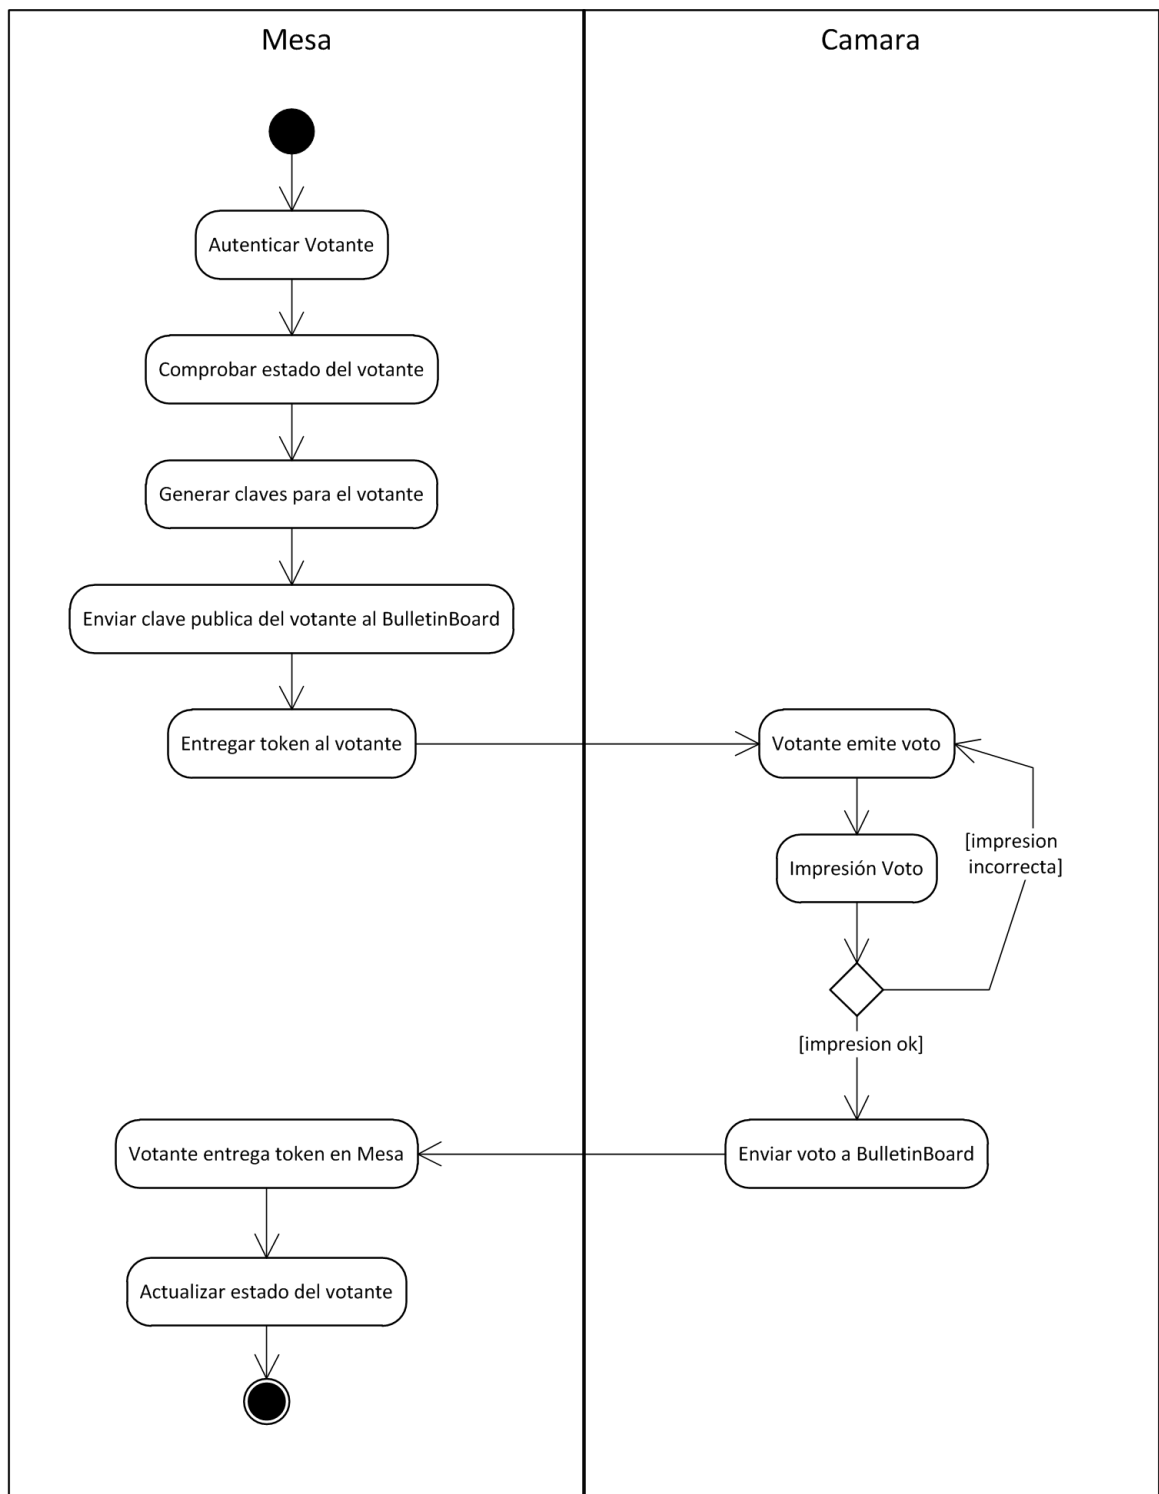 Mesa
Camara
Autenticar Votante
Comprobar estado del votante
Generar claves para el votante
Enviar clave publica del votante al BulletinBoard
Entregar token al votante
Votante emite voto
[impresion
incorrecta]
Impresión Voto
[impresion ok]
Votante entrega token en Mesa
Enviar voto a BulletinBoard
Actualizar estado del votante